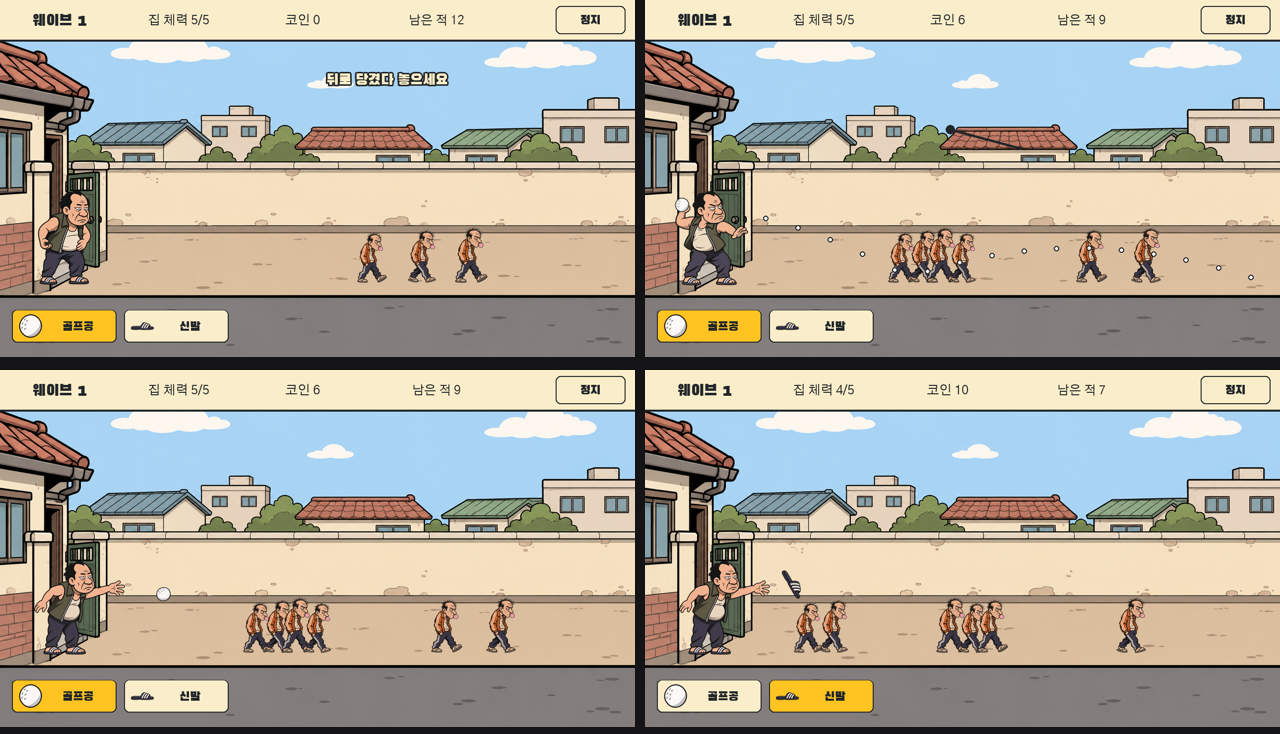 웨이브 1 집 체력 5/5 코인 0 남은 적 12 정지
뒤로 당겼다 놓으세요
골프공 신발
웨이브 1 집 체력 5/5 코인 6 남은 적 9 정지
골프공 신발
웨이브 1 집 체력 5/5 코인 6 남은 적 9 정지
골프공 신발
웨이브 1 집 체력 4/5 코인 10 남은 적 7 정지
골프공 신발